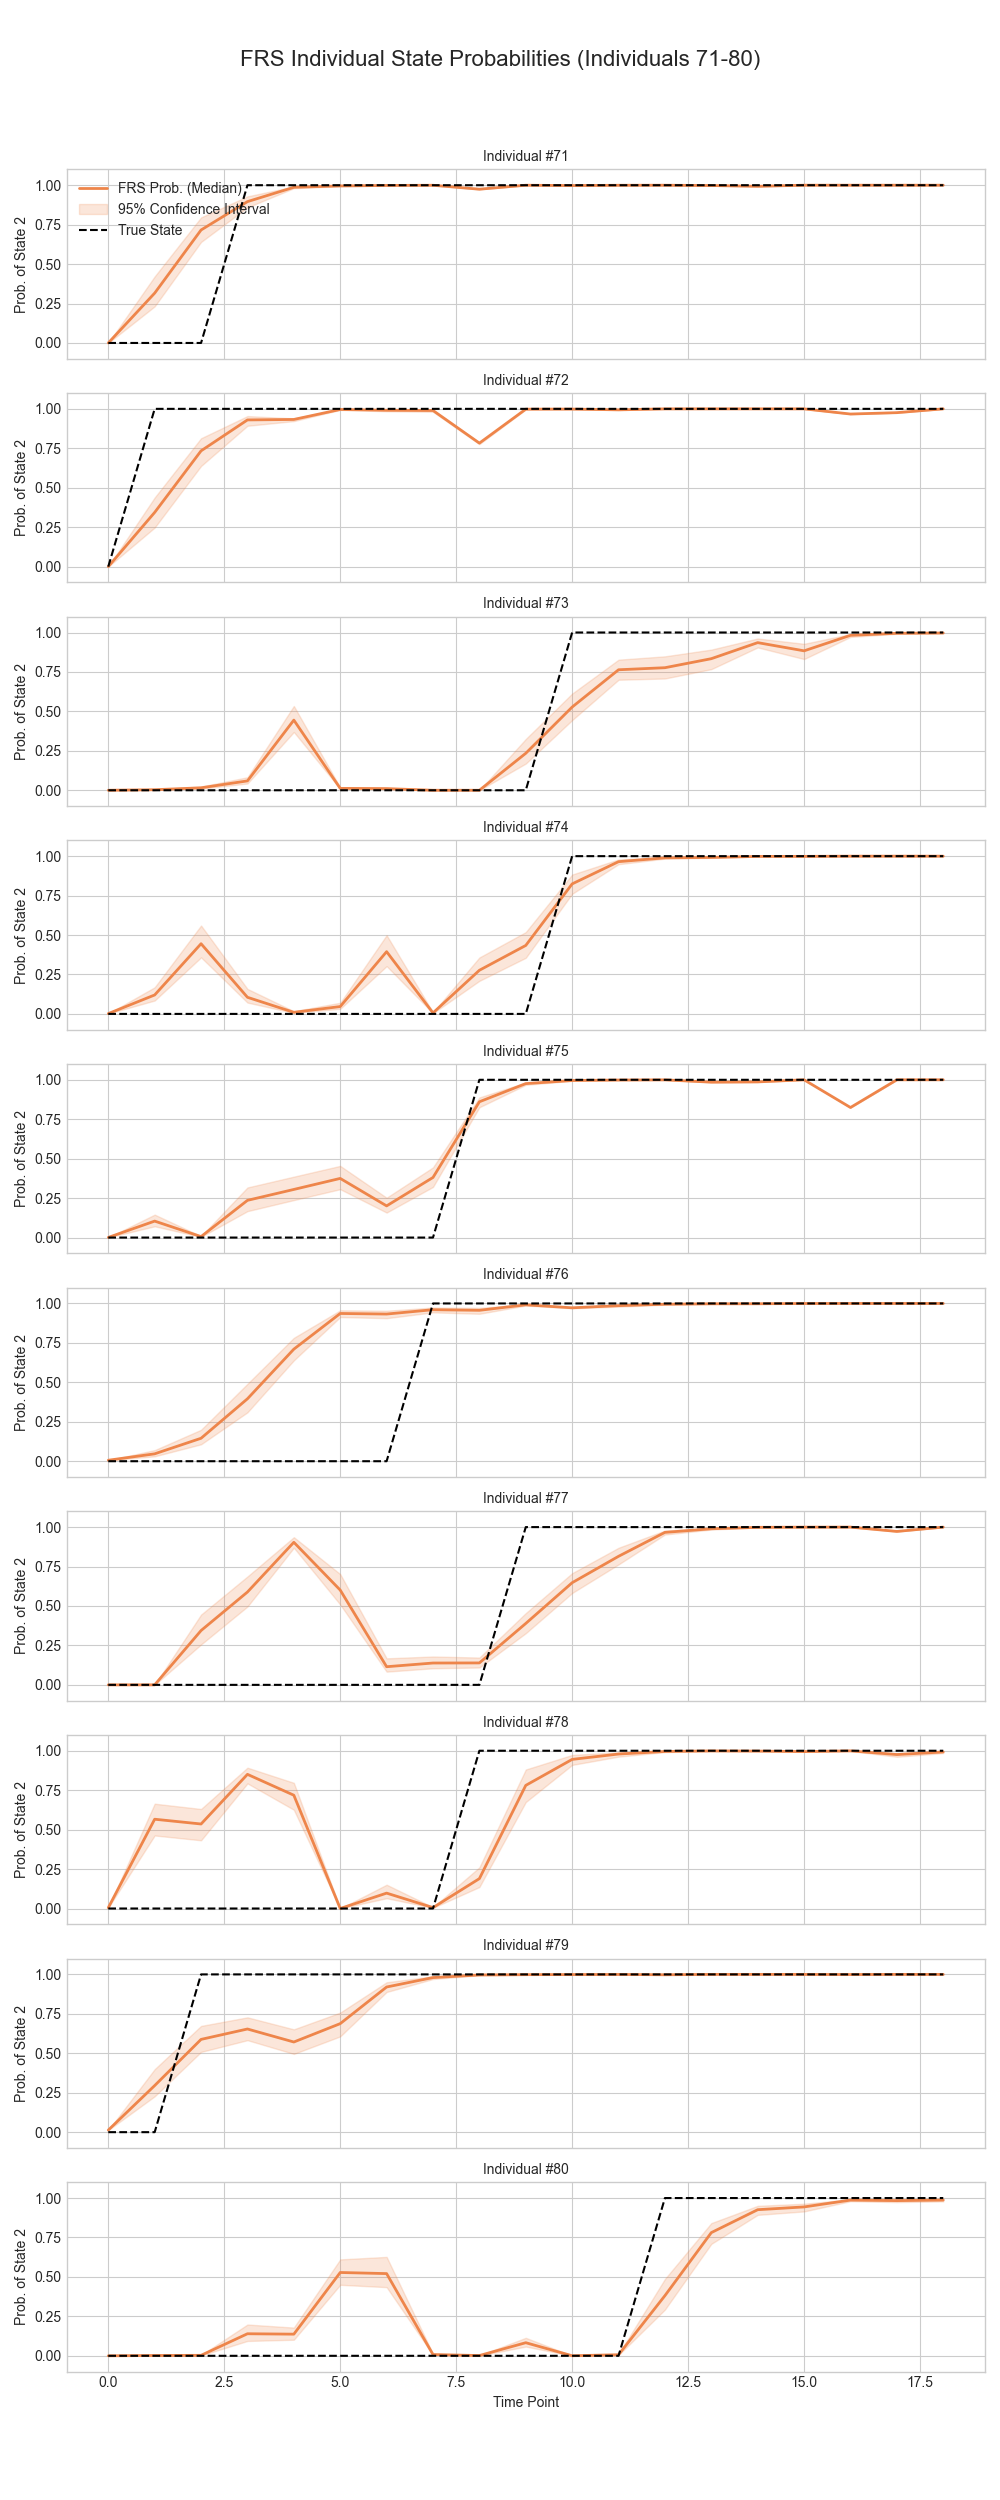 FRS Individual State Probabilities (Individuals 71-80)
Individual #71
FRS Prob. (Median)
95% Confidence Interval
True State
Prob. of State 2
1.00
0.75
0.50
0.25
0.00
Individual #72
Prob. of State 2
1.00
0.75
0.50
0.25
0.00
Individual #73
Prob. of State 2
1.00
0.75
0.50
0.25
0.00
Individual #74
Prob. of State 2
1.00
0.75
0.50
0.25
0.00
Individual #75
Prob. of State 2
1.00
0.75
0.50
0.25
0.00
Individual #76
Prob. of State 2
1.00
0.75
0.50
0.25
0.00
Individual #77
Prob. of State 2
1.00
0.75
0.50
0.25
0.00
Individual #78
Prob. of State 2
1.00
0.75
0.50
0.25
0.00
Individual #79
Prob. of State 2
1.00
0.75
0.50
0.25
0.00
Individual #80
Prob. of State 2
1.00
0.75
0.50
0.25
0.00
0.0 2.5 5.0 7.5 10.0 12.5 15.0 17.5
Time Point